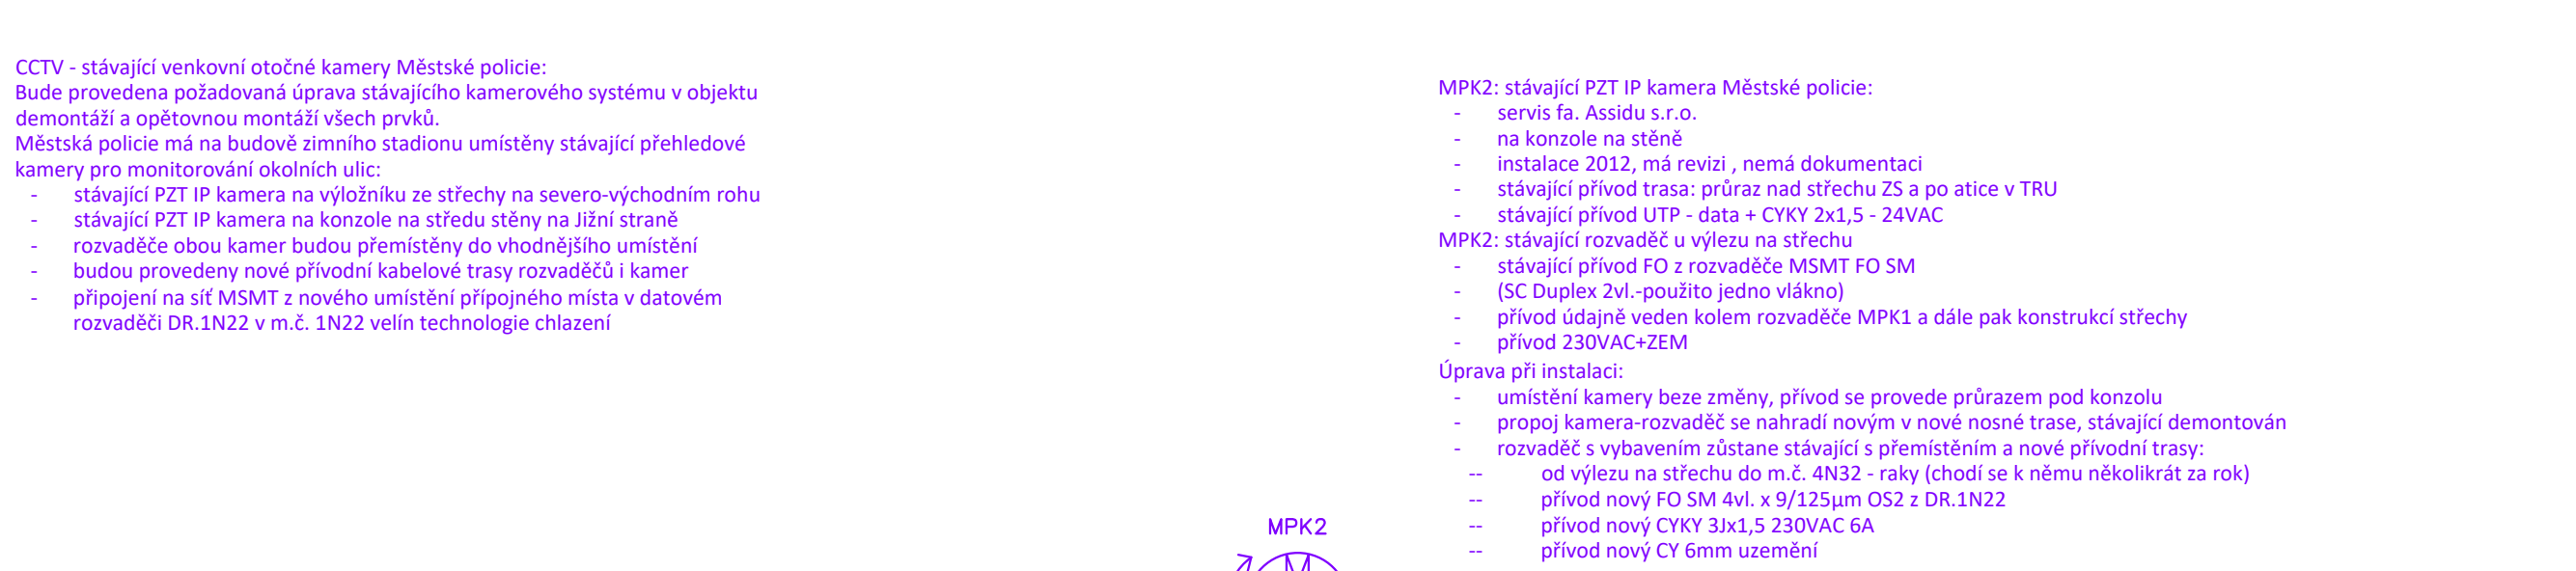 CCTV - stávající venkovní otočné kamery Městské policie:
Bude provedena požadovaná úprava stávajícího kamerového systému v objektu
demontáží a opětovnou montáží všech prvků.
Městská policie má na budově zimního stadionu umístěny stávající přehledové
kamery pro monitorování okolních ulic:
- stávající PZT IP kamera na výložníku ze střechy na severo-východním rohu
- stávající PZT IP kamera na konzole na středu stěny na Jižní straně
- rozvaděče obou kamer budou přemístěny do vhodnějšího umístění
- budou provedeny nové přívodní kabelové trasy rozvaděčů i kamer
- připojení na síť MSMT z nového umístění přípojného místa v datovém
rozvaděči DR.1N22 v m.č. 1N22 velín technologie chlazení
MPK2: stávající PZT IP kamera Městské policie:
- servis fa. Assidu s.r.o.
- na konzole na stěně
- instalace 2012, má revizi , nemá dokumentaci
- stávající přívod trasa: průraz nad střechu ZS a po atice v TRU
- stávající přívod UTP - data + CYKY 2x1,5 - 24VAC
MPK2: stávající rozvaděč u výlezu na střechu
- stávající přívod FO z rozvaděče MSMT FO SM
- (SC Duplex 2vl.-použito jedno vlákno)
- přívod údajně veden kolem rozvaděče MPK1 a dále pak konstrukcí střechy
- přívod 230VAC+ZEM
Úprava při instalaci:
- umístění kamery beze změny, přívod se provede průrazem pod konzolu
- propoj kamera-rozvaděč se nahradí novým v nové nosné trase, stávající demontován
- rozvaděč s vybavením zůstane stávající s přemístěním a nové přívodní trasy:
-- od výlezu na střechu do m.č. 4N32 - raky (chodí se k němu několikrát za rok)
-- přívod nový FO SM 4vl. x 9/125µm OS2 z DR.1N22
-- přívod nový CYKY 3Jx1,5 230VAC 6A
-- přívod nový CY 6mm uzemění
MPK2